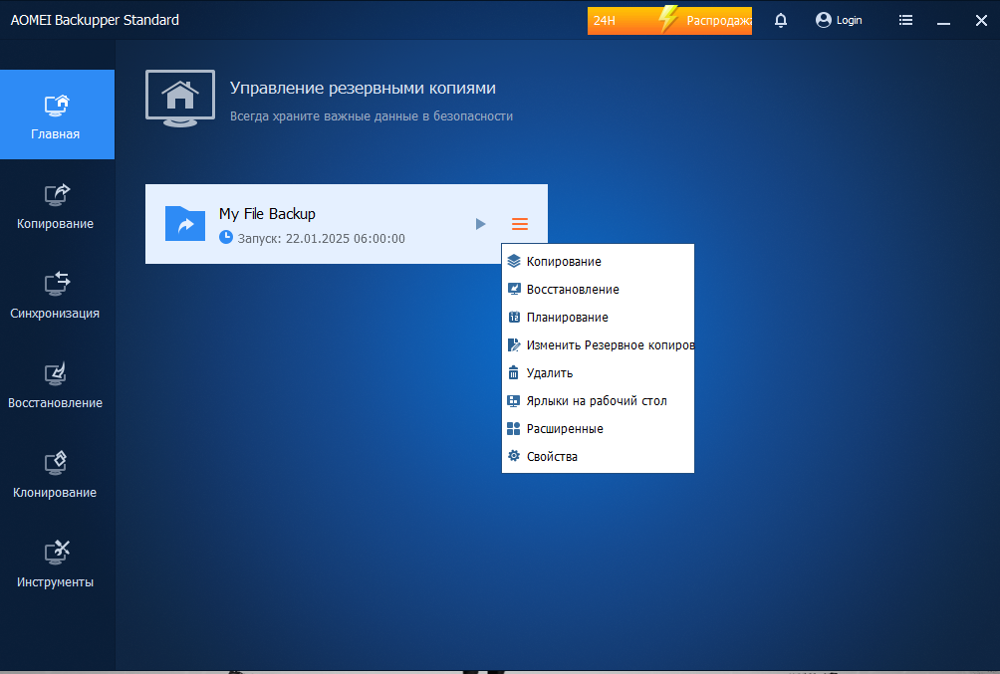 AOMEI Backupper Standard
24H
Распродаж
Login
Главная
Копирование
Синхронизация
Восстановление
Клонирование
Инструменты
Управление резервными копиями
Всегда храните важные данные в безопасности
My File Backup
Запуск: 22.01.2025 06:00:00
Копирование
Восстановление
12 Планирование
Изменить Резервное копиров
Удалить
Ярлыки на рабочий стол
Расширенные
Свойства